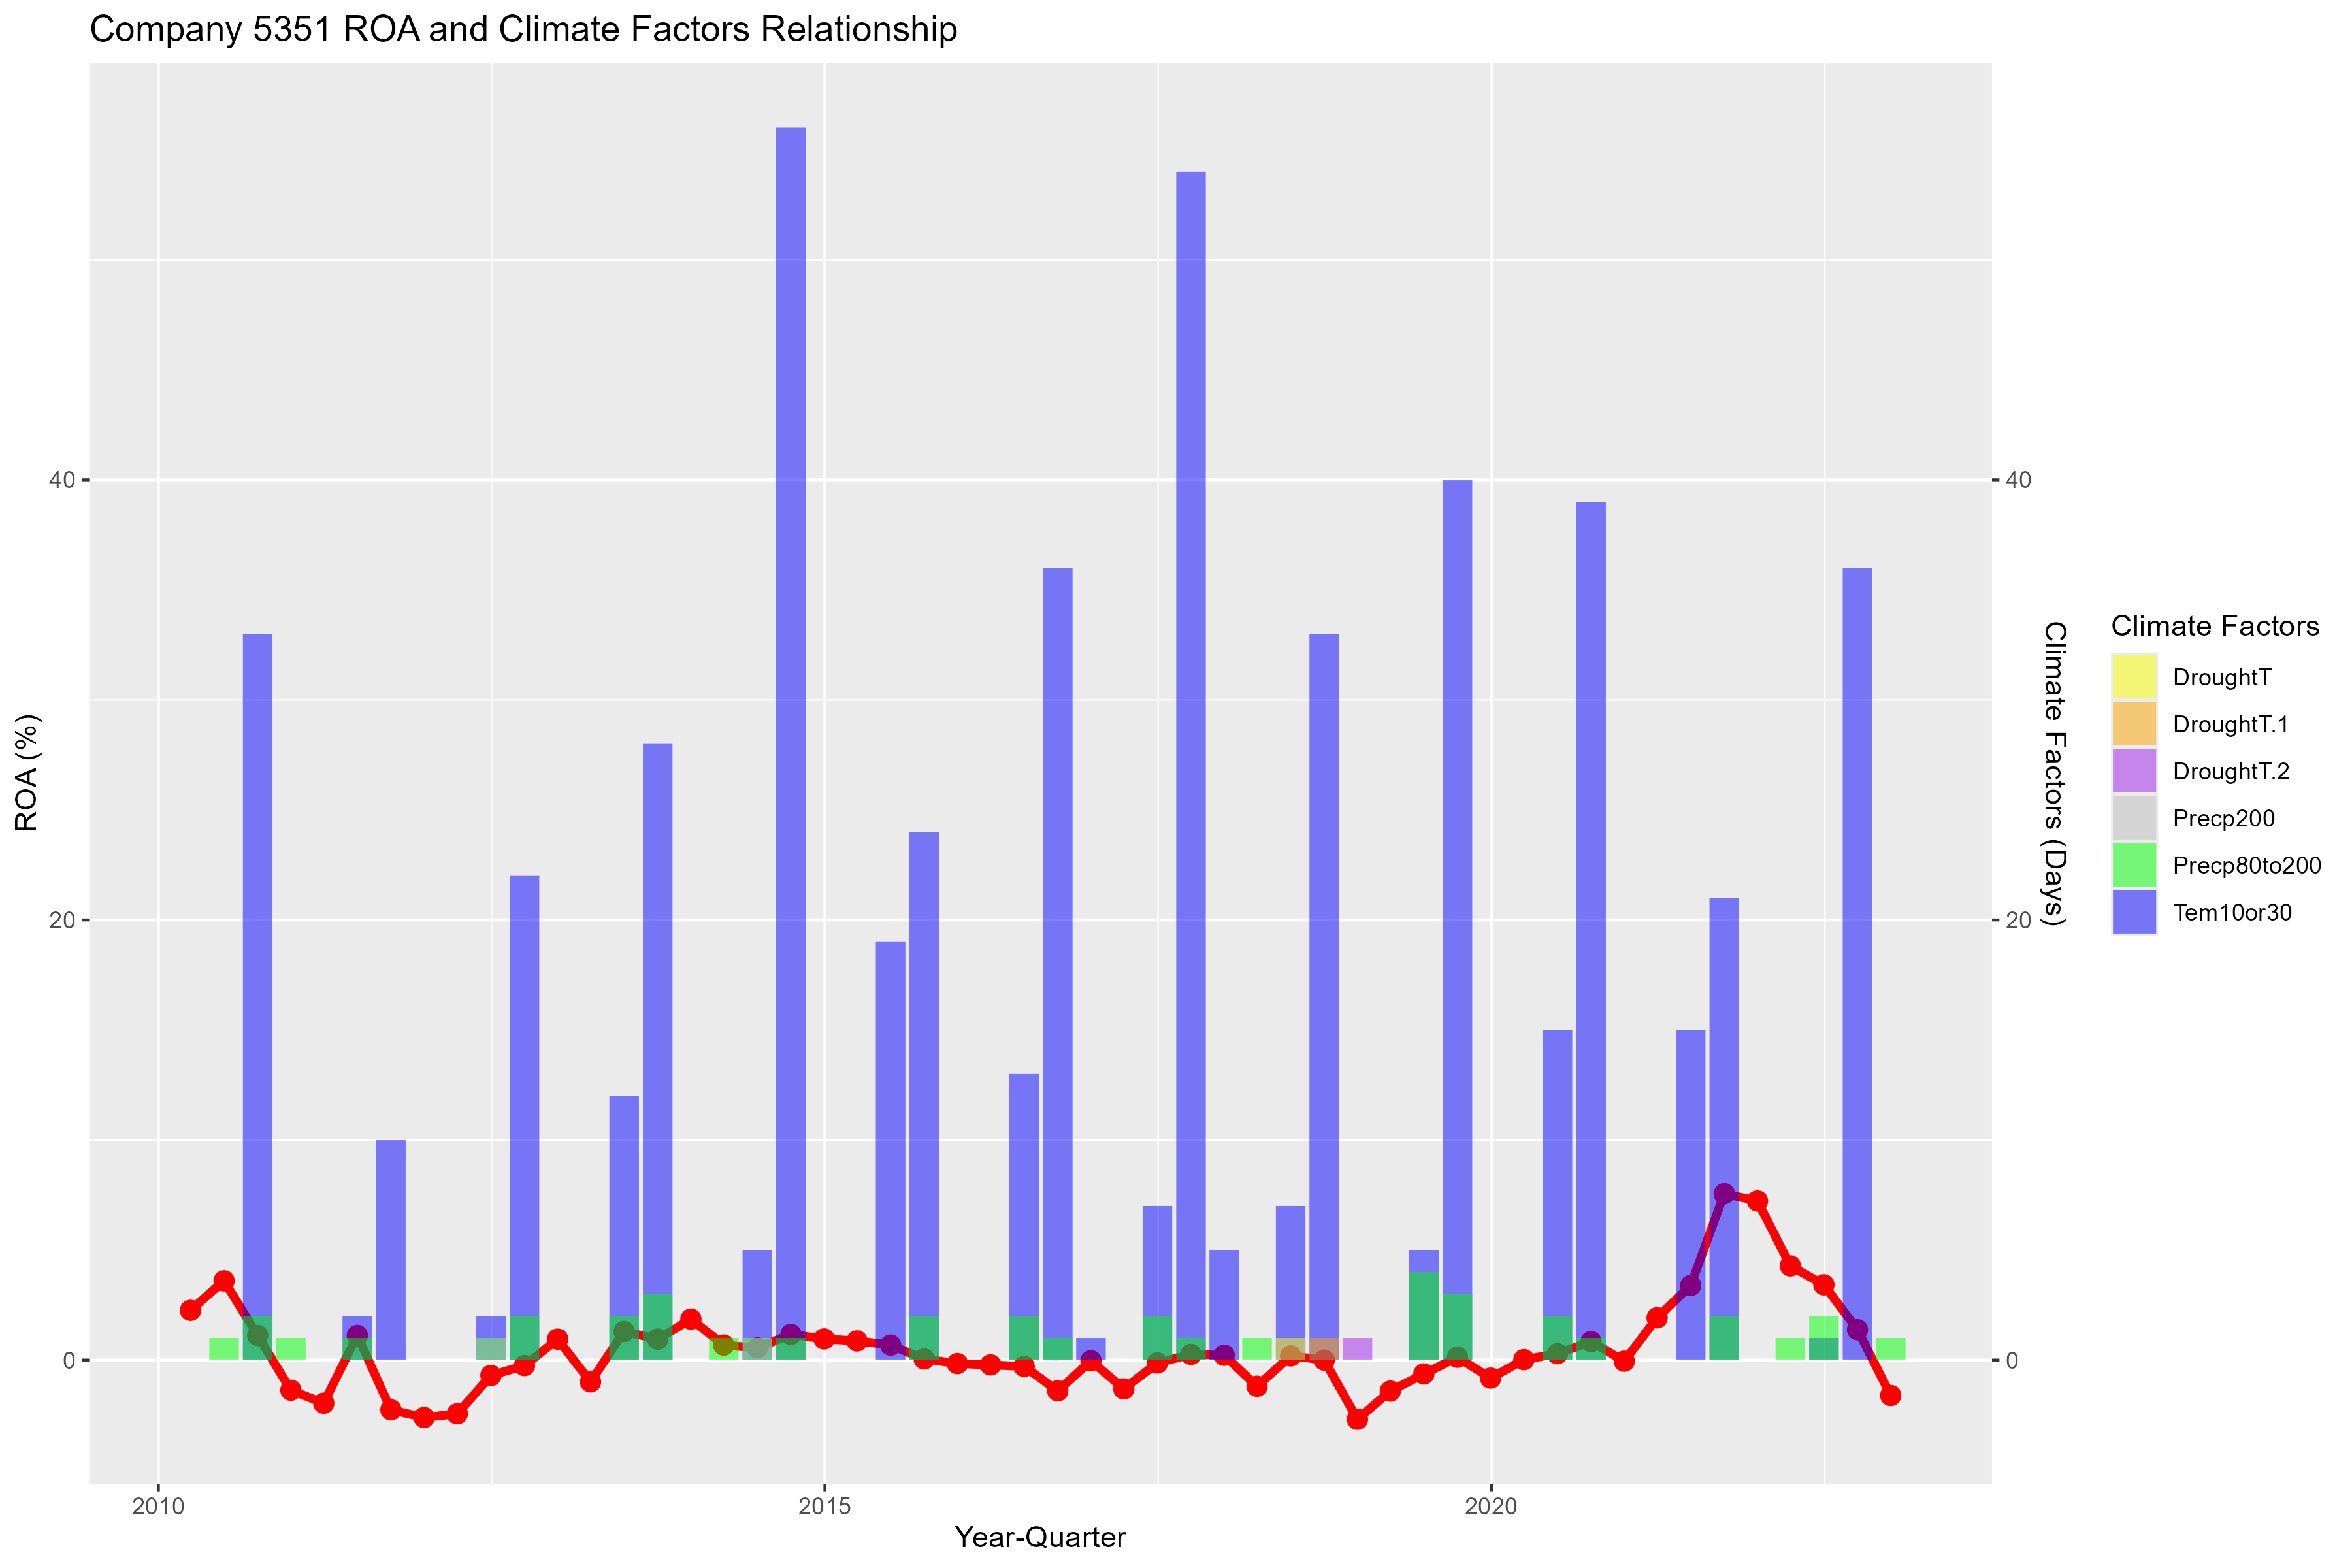 Company 5351 ROA and Climate Factors Relationship
ROA (%)
40
20
0
40
20
0
Climate Factors (Days)
2010
2015
2020
Year-Quarter
Climate Factors
DroughtT
DroughtT.1
DroughtT.2
Precp200
Precp80to200
Tem10or30